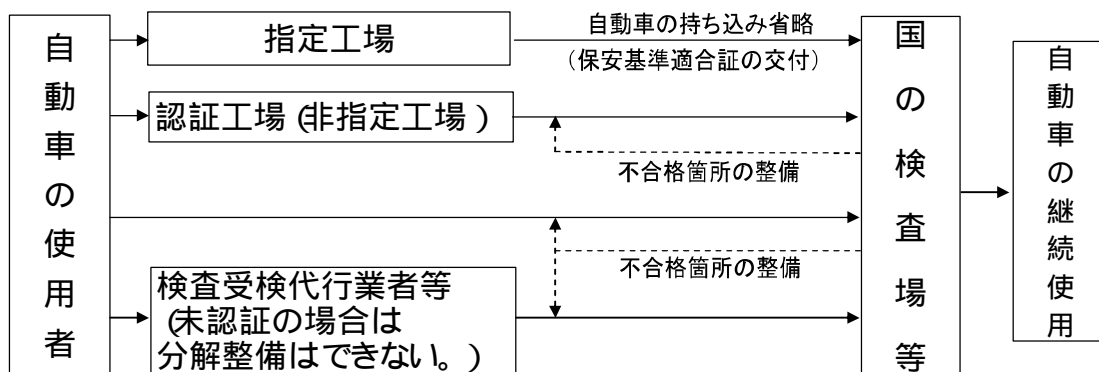 自動車の使用者
指定工場
自動車の持ち込み省略
(保安基準適合証の交付)
認証工場(非指定工場)
不合格箇所の整備
不合格箇所の整備
検査受検代行業者等
(未認証の場合は
分解整備はできない。)
国の検査場等
自動車の継続使用